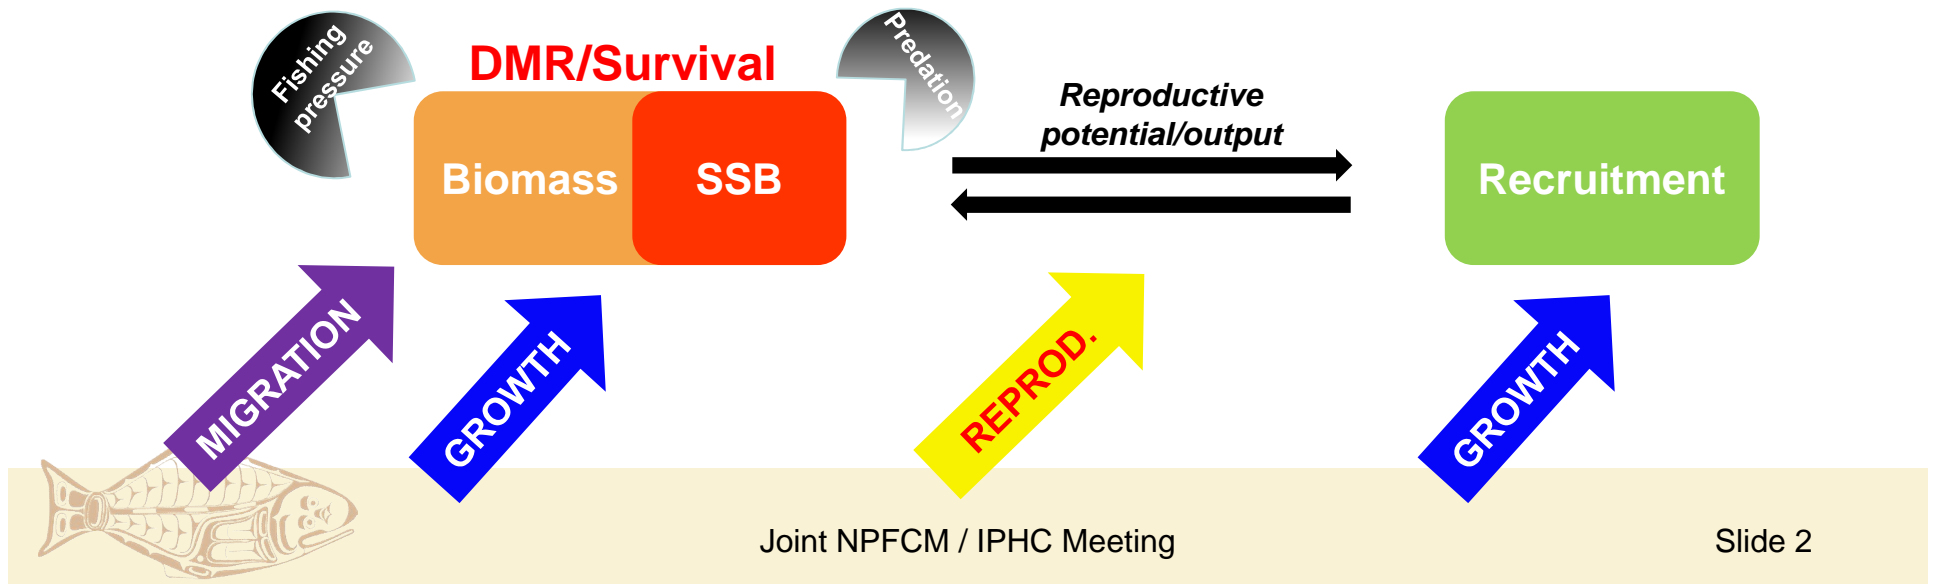 Fishing
pressure
DMR/Survival
Predation
Biomass
SSB
Reproductive
potential/output
Recruitment
MIGRATION
GROWTH
REPROD.
GROWTH
Joint NPFCM / IPHC Meeting
Slide 2